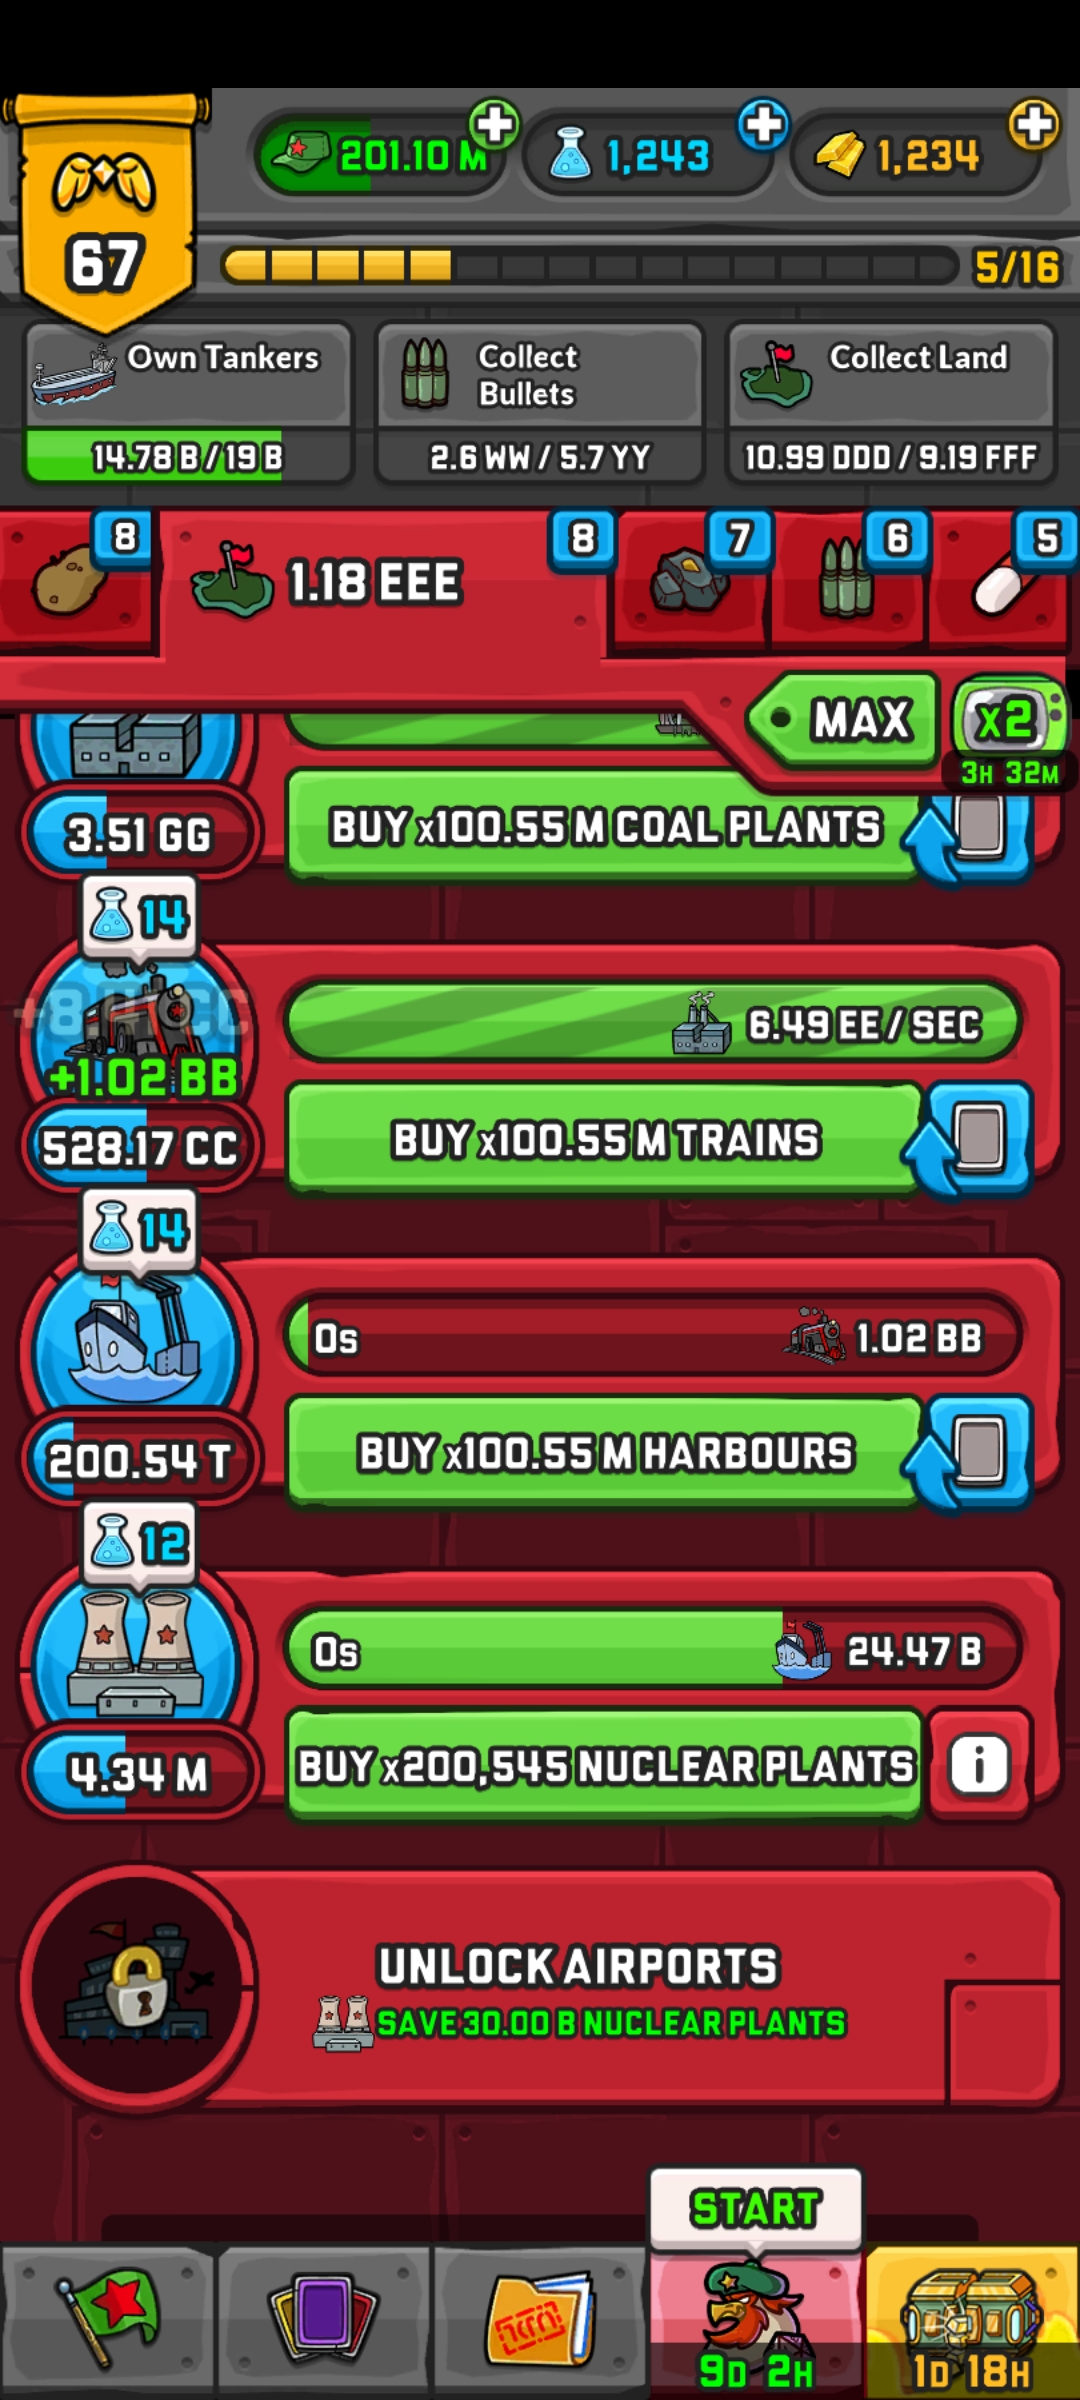 67
201.10 M
1,243
1,234
5/16
Own Tankers
14.78 B / 19 B
Collect
Bullets
2.6 WW / 5.7 YY
Collect Land
10.99 DDD / 9.19 FFF
8
1.18 EEE
8
7
6
5
MAX
x2
3H 32M
3.51 GG
BUY x100.55 M COAL PLANTS
14
+1.02 BB
528.17 CC
6.49 EE / SEC
BUY x100.55 M TRAINS
14
200.54 T
0s
1.02 BB
BUY x100.55 M HARBOURS
12
4.34 M
0s
24.47 B
BUY x200,545 NUCLEAR PLANTS
i
UNLOCK AIRPORTS
SAVE 30.00 B NUCLEAR PLANTS
START
9D 2H
1D 18H